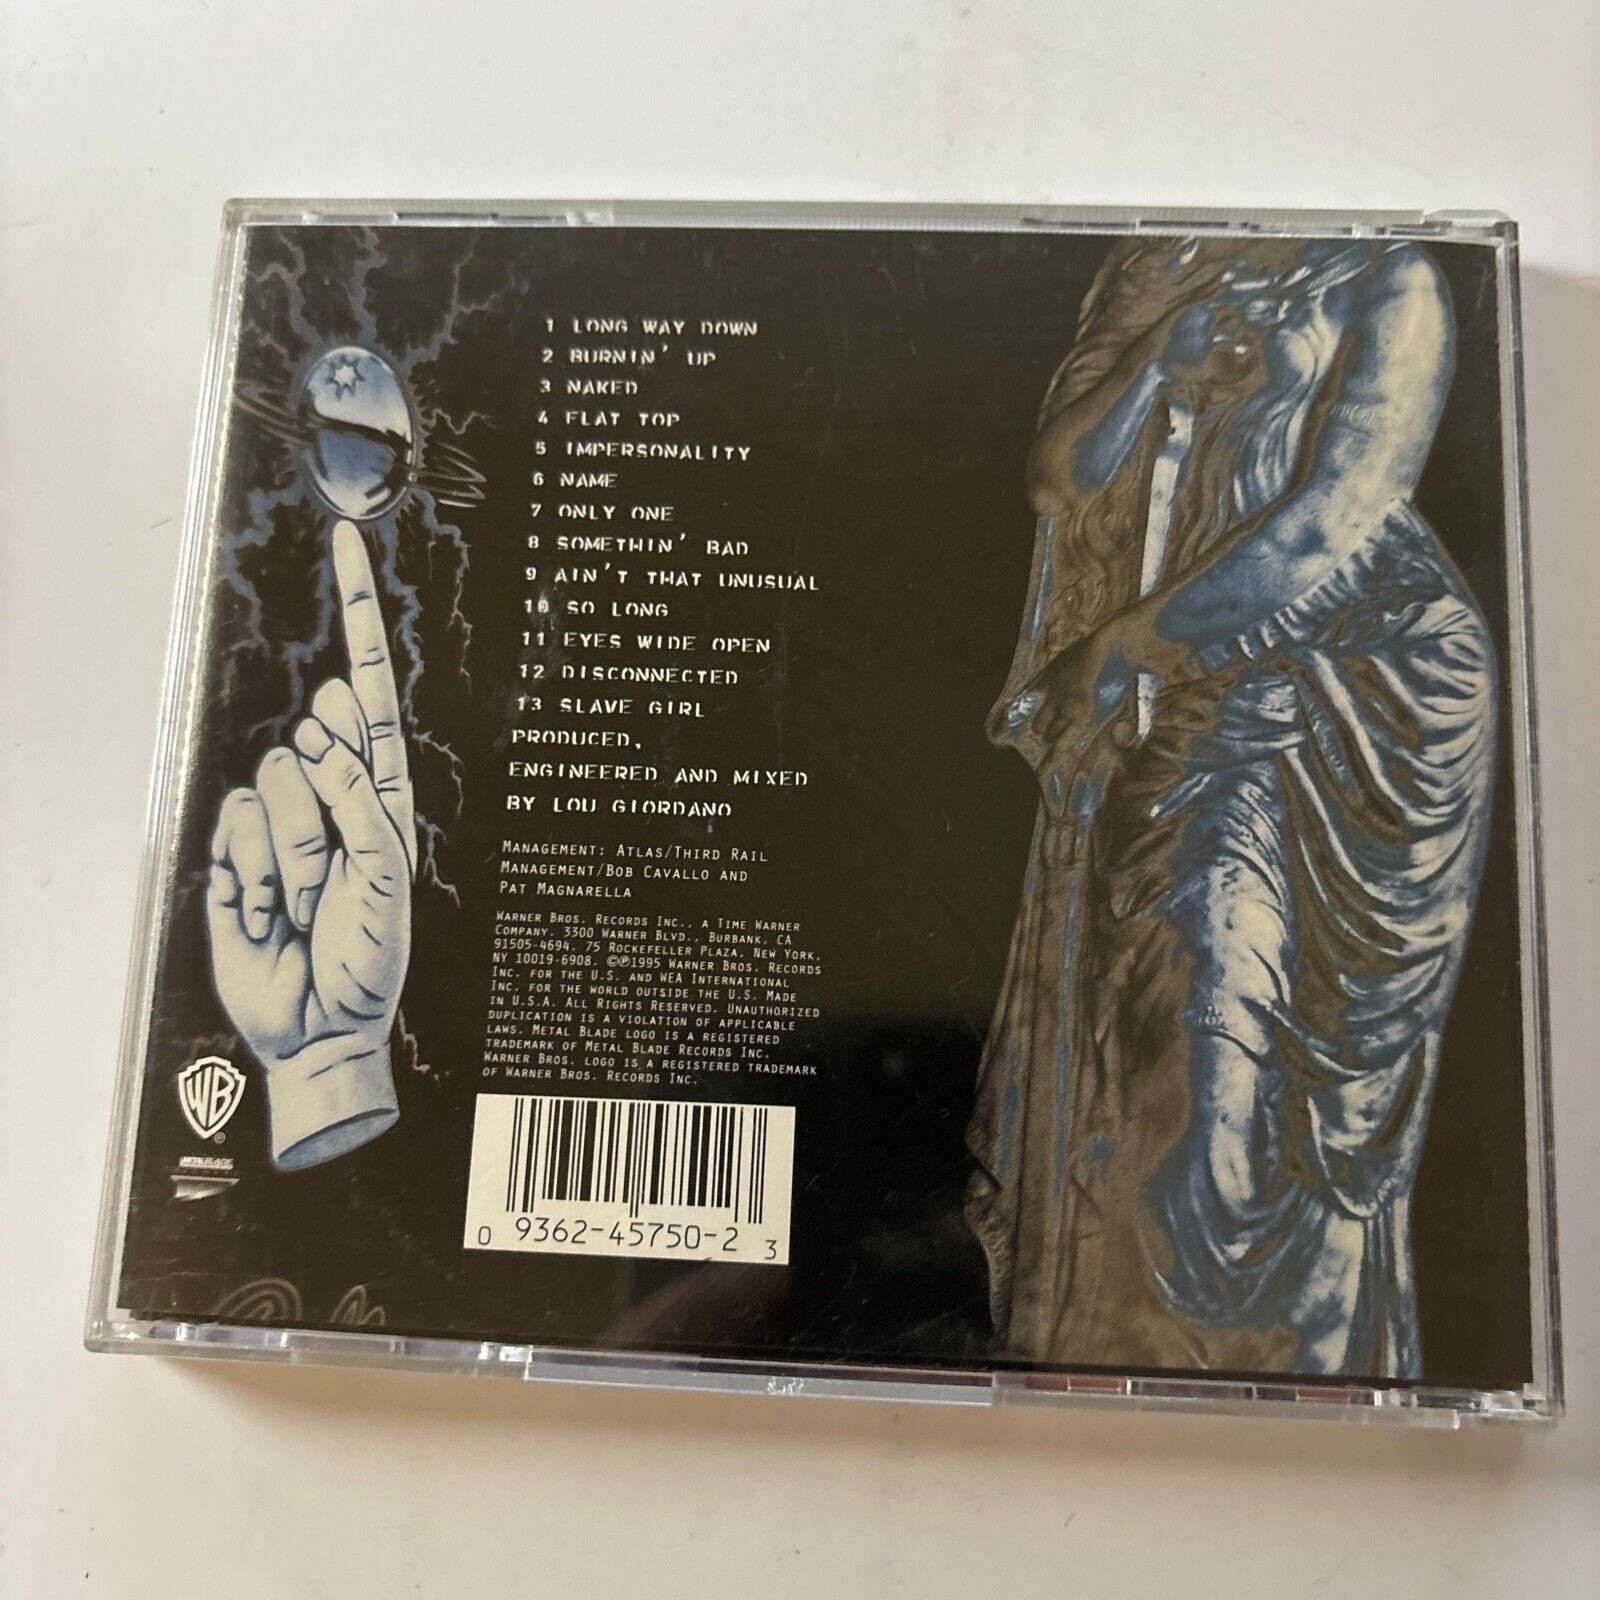 1 LONG WAY DOWN
2 BURNIN' UP
3 NAKED
4 FLAT TOP
5 IMPERSONALITY
6 NAME
7 ONLY ONE
8 SOMETHIN' BAD
9 AIN'T THAT UNUSUAL
10 SO LONG
11 EYES WIDE OPEN
12 DISCONNECTED
13 SLAVE GIRL
PRODUCED,
ENGINEERED AND MIXED
BY LOU GIORDANO
MANAGEMENT: ATLAS/THIRD RAIL
MANAGEMENT/BOB CAVALLO AND
PAT MAGNARELLA
WARNER BROS. RECORDS INC., A TIME WARNER
COMPANY. 3300 WARNER BLVD., BURBANK, CA
91505-4694. 75 ROCKEFELLER PLAZA, NEW YORK,
NY 10019-6908. ©℗1995 WARNER BROS. RECORDS
INC. FOR THE U.S. AND WEA INTERNATIONAL
INC. FOR THE WORLD OUTSIDE THE U.S. MADE
IN U.S.A. ALL RIGHTS RESERVED. UNAUTHORIZED
DUPLICATION IS A VIOLATION OF APPLICABLE
LAWS. METAL BLADE LOGO IS A REGISTERED
TRADEMARK OF METAL BLADE RECORDS INC.
WARNER BROS. LOGO IS A REGISTERED TRADEMARK
OF WARNER BROS. RECORDS INC.
WB®
METAL BLADE
0 9362-45750-2 3